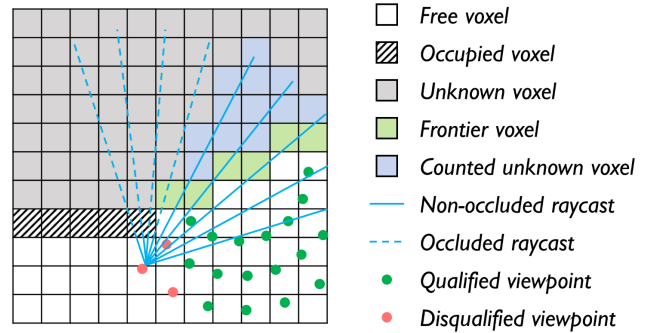 Free voxel
Occupied voxel
Unknown voxel
Frontier voxel
Counted unknown voxel
Non-occluded raycast
Occluded raycast
Qualified viewpoint
Disqualified viewpoint